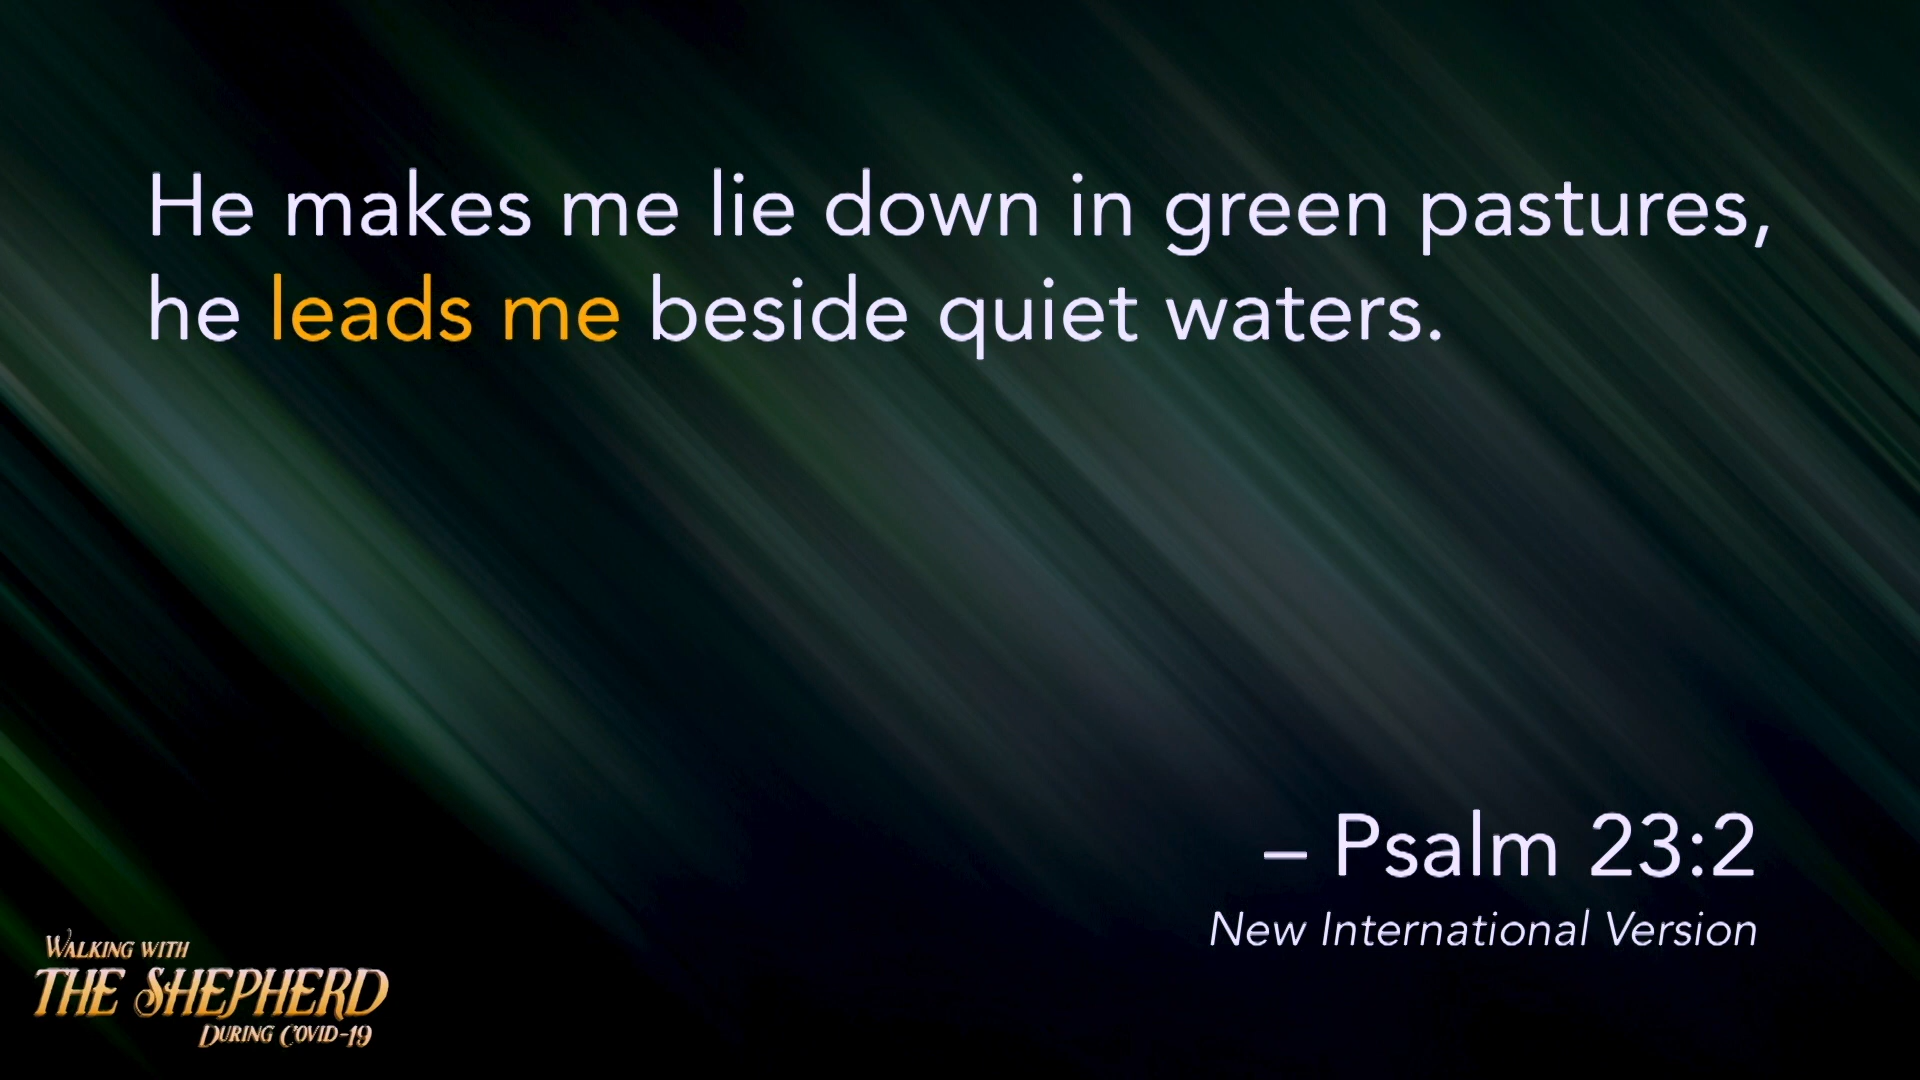 He makes me lie down in green pastures,
he leads me beside quiet waters.
– Psalm 23:2
New International Version
Walking with
The Shepherd
During Covid-19